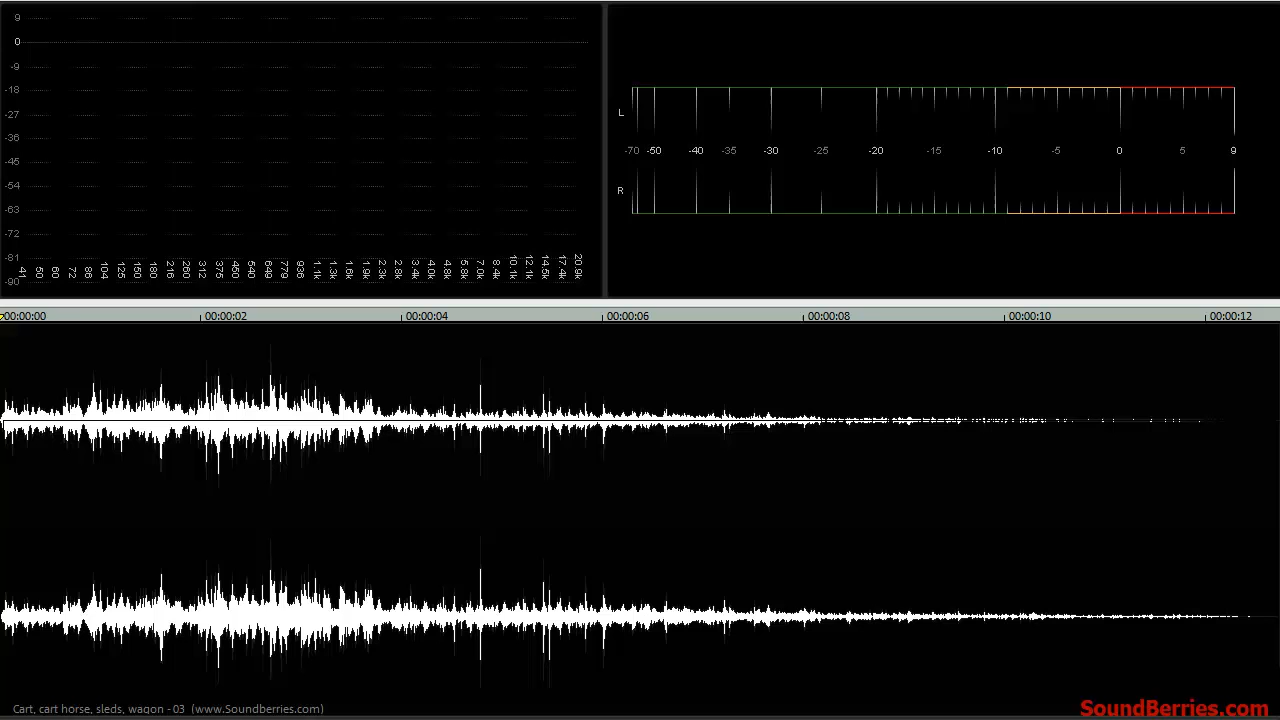 9
0
-9
-18
-27
-36
-45
-54
-63
-72
-81
-90
41 50 60 72 86 104 125 150 180 216 260 312 375 450 540 648 779 936 1.1k 1.3k 1.6k 1.9k 2.3k 2.8k 3.4k 4.0k 4.8k 5.8k 7.0k 8.4k 10.1k 12.1k 14.5k 17.4k 20.9k
L
-70 -50 -40 -35 -30 -25 -20 -15 -10 -5 0 5 9
R
00:00:00 00:00:02 00:00:04 00:00:06 00:00:08 00:00:10 00:00:12
Cart, cart horse, sleds, wagon - 03 (www.Soundberries.com)
SoundBerries.com